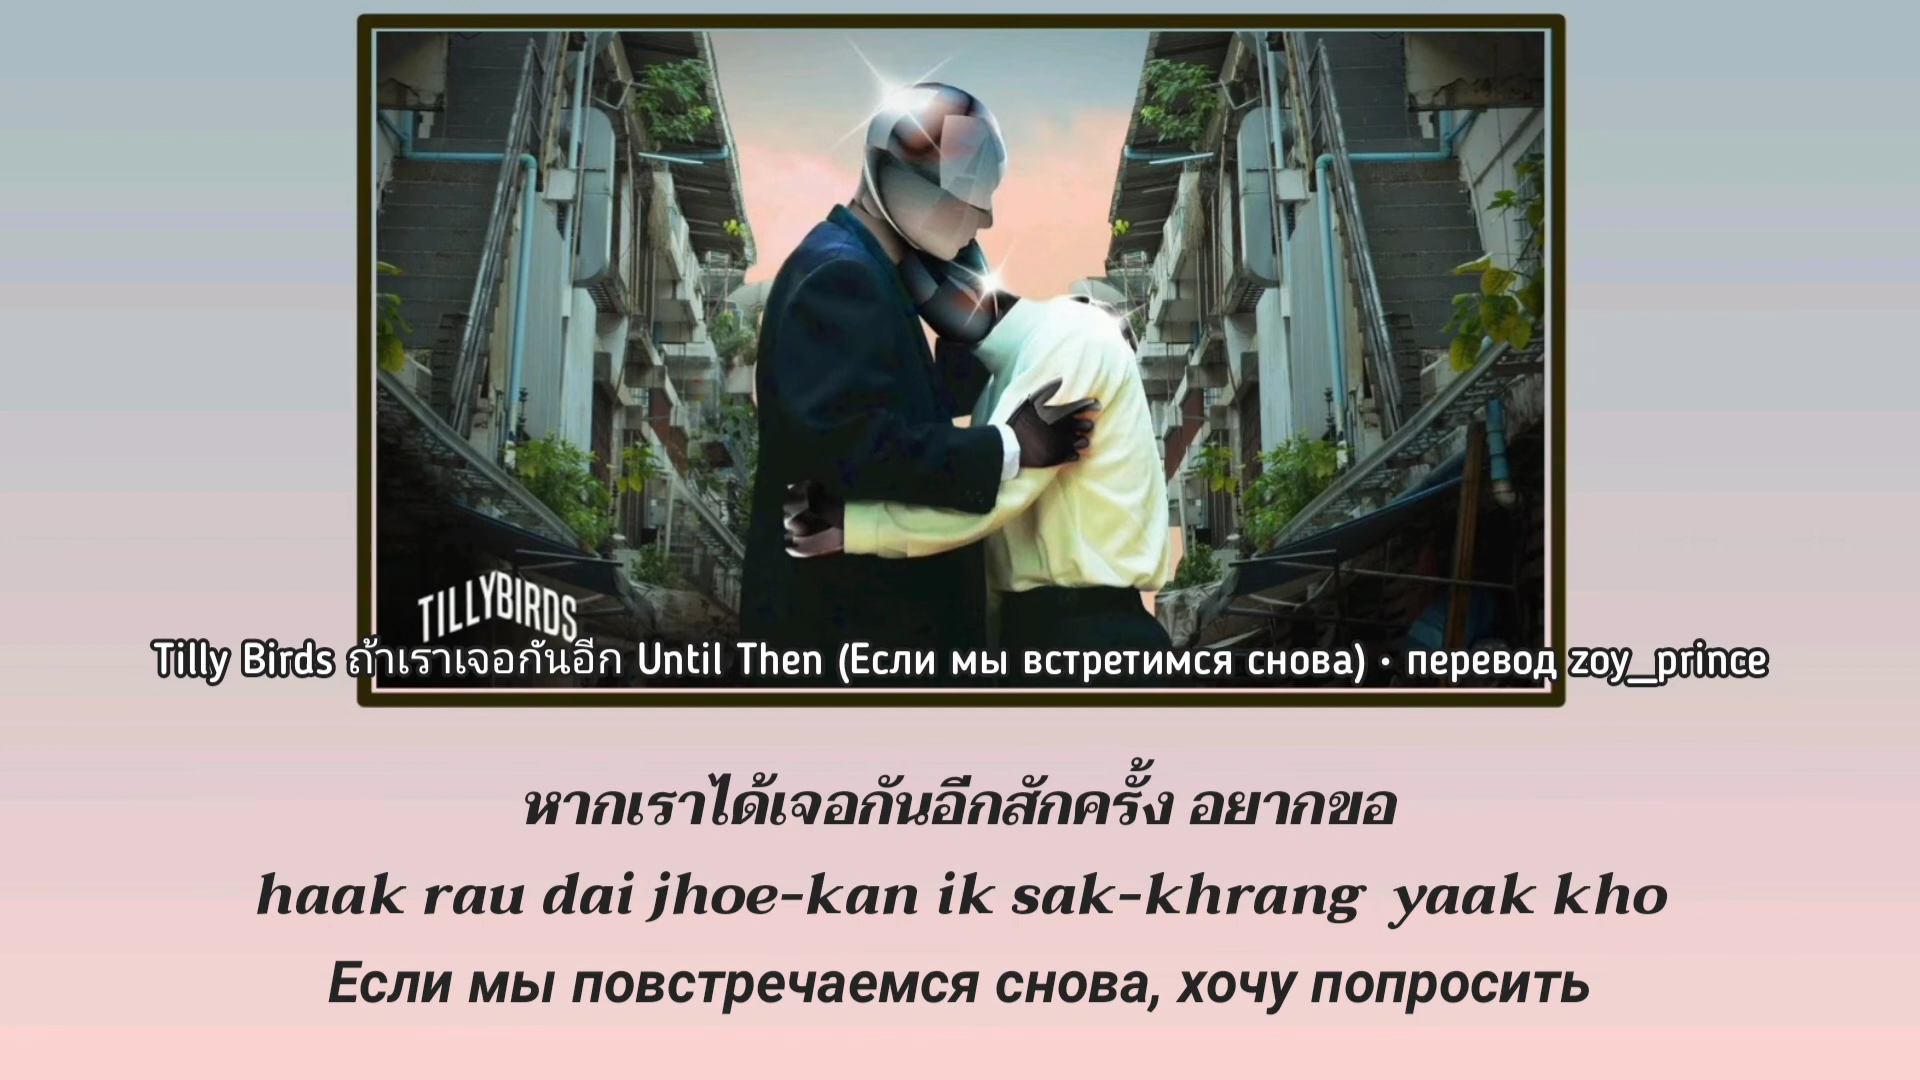 TILLYBIRDS
Tilly Birds ถ้าเราเจอกันอีก Until Then (Если мы встретимся снова) • перевод zoy_prince
หากเราได้เจอกันอีกสักครั้ง อยากขอ
haak rau dai jhoe-kan ik sak-khrang yaak kho
Если мы повстречаемся снова, хочу попросить